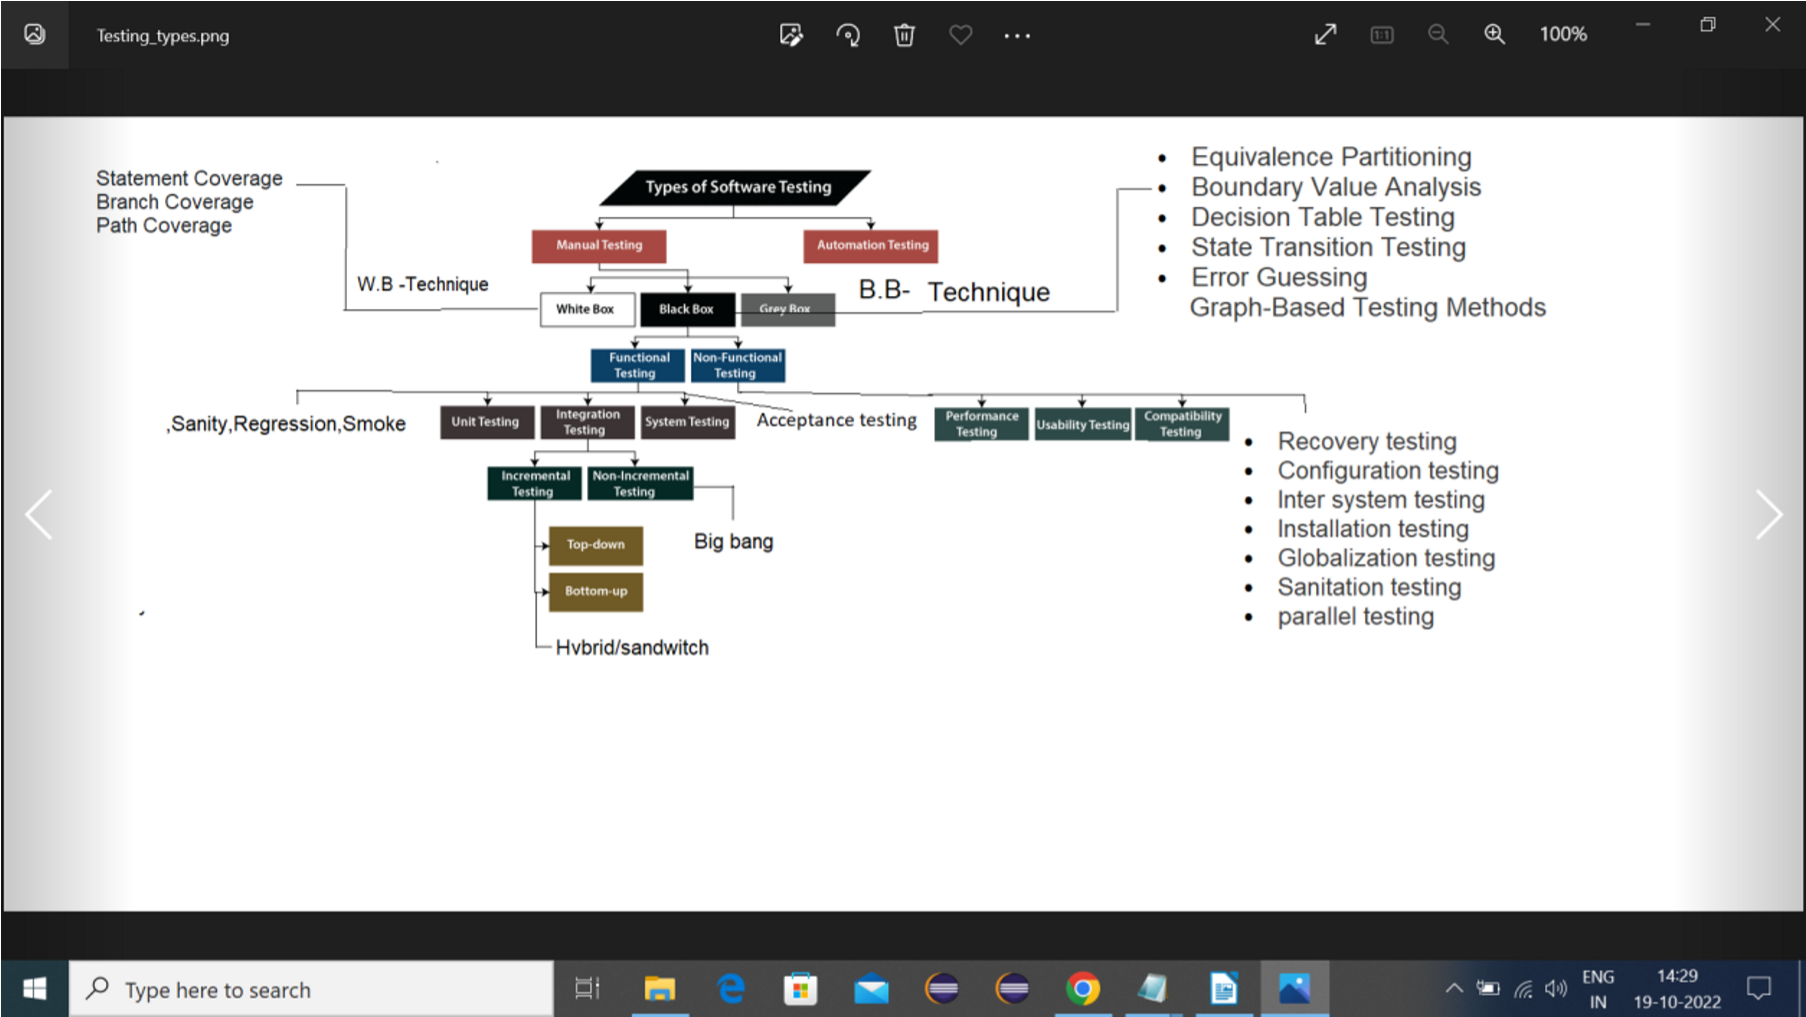 Testing_types.png
100%
Statement Coverage
Branch Coverage
Path Coverage
Types of Software Testing
Manual Testing
Automation Testing
W.B -Technique
B.B- Technique
White Box
Black Box
Grey Box
Equivalence Partitioning
Boundary Value Analysis
Decision Table Testing
State Transition Testing
Error Guessing
Graph-Based Testing Methods
Functional
Testing
Non-Functional
Testing
,Sanity,Regression,Smoke
Unit Testing
Integration
Testing
System Testing
Acceptance testing
Performance
Testing
Usability Testing
Compatibility
Testing
Incremental
Testing
Non-Incremental
Testing
Top-down
Bottom-up
Big bang
Hybrid/sandwitch
Recovery testing
Configuration testing
Inter system testing
Installation testing
Globalization testing
Sanitation testing
parallel testing
Type here to search
ENG
IN
14:29
19-10-2022